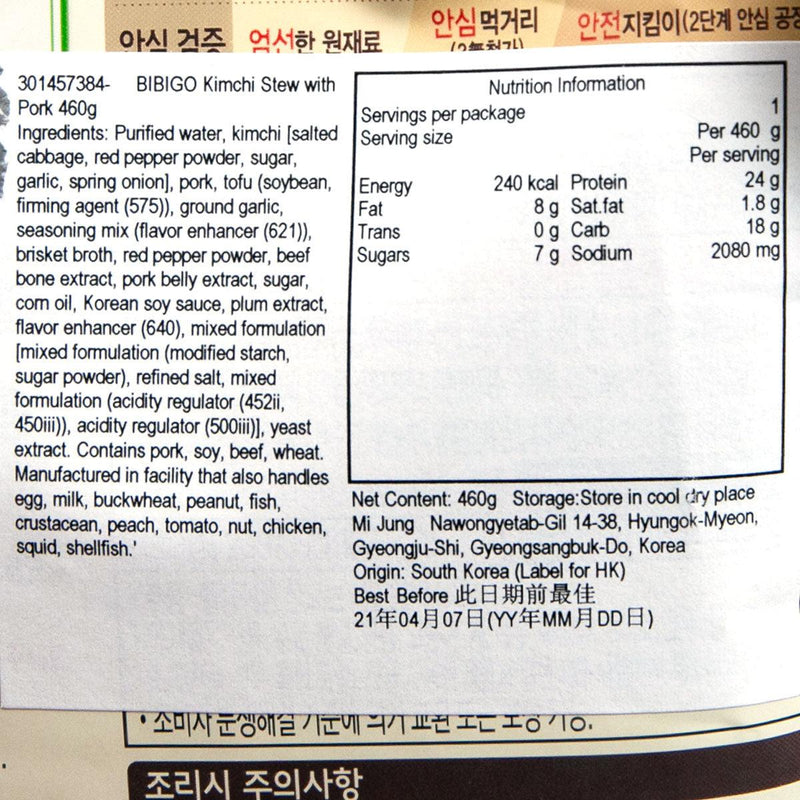 안심 검증 엄선한 원재료 안심 먹거리 안전지킴이(2단계 안심
301457384- BIBIGO Kimchi Stew with
Pork 460g
Ingredients: Purified water, kimchi [salted
cabbage, red pepper powder, sugar,
garlic, spring onion], pork, tofu (soybean,
firming agent (575)), ground garlic,
seasoning mix (flavor enhancer (621)),
brisket broth, red pepper powder, beef
bone extract, pork belly extract, sugar,
corn oil, Korean soy sauce, plum extract,
flavor enhancer (640), mixed formulation
[mixed formulation (modified starch,
sugar powder), refined salt, mixed
formulation (acidity regulator (452ii,
450iii)), acidity regulator (500iii)], yeast
extract. Contains pork, soy, beef, wheat.
Manufactured in facility that also handles
egg, milk, buckwheat, peanut, fish,
crustacean, peach, tomato, nut, chicken,
squid, shellfish.'
Nutrition Information
Servings per package 1
Serving size Per 460 g
Per serving
Energy 240 kcal Protein 24 g
Fat 8 g Sat.fat 1.8 g
Trans 0 g Carb 18 g
Sugars 7 g Sodium 2080 mg
Net Content: 460g Storage:Store in cool dry place
Mi Jung Nawongyetab-Gil 14-38, Hyungok-Myeon,
Gyeongju-Shi, Gyeongsangbuk-Do, Korea
Origin: South Korea (Label for HK)
Best Before 此日期前最佳
21年04月07日(YY年MM月DD日)
조리시 주의사항